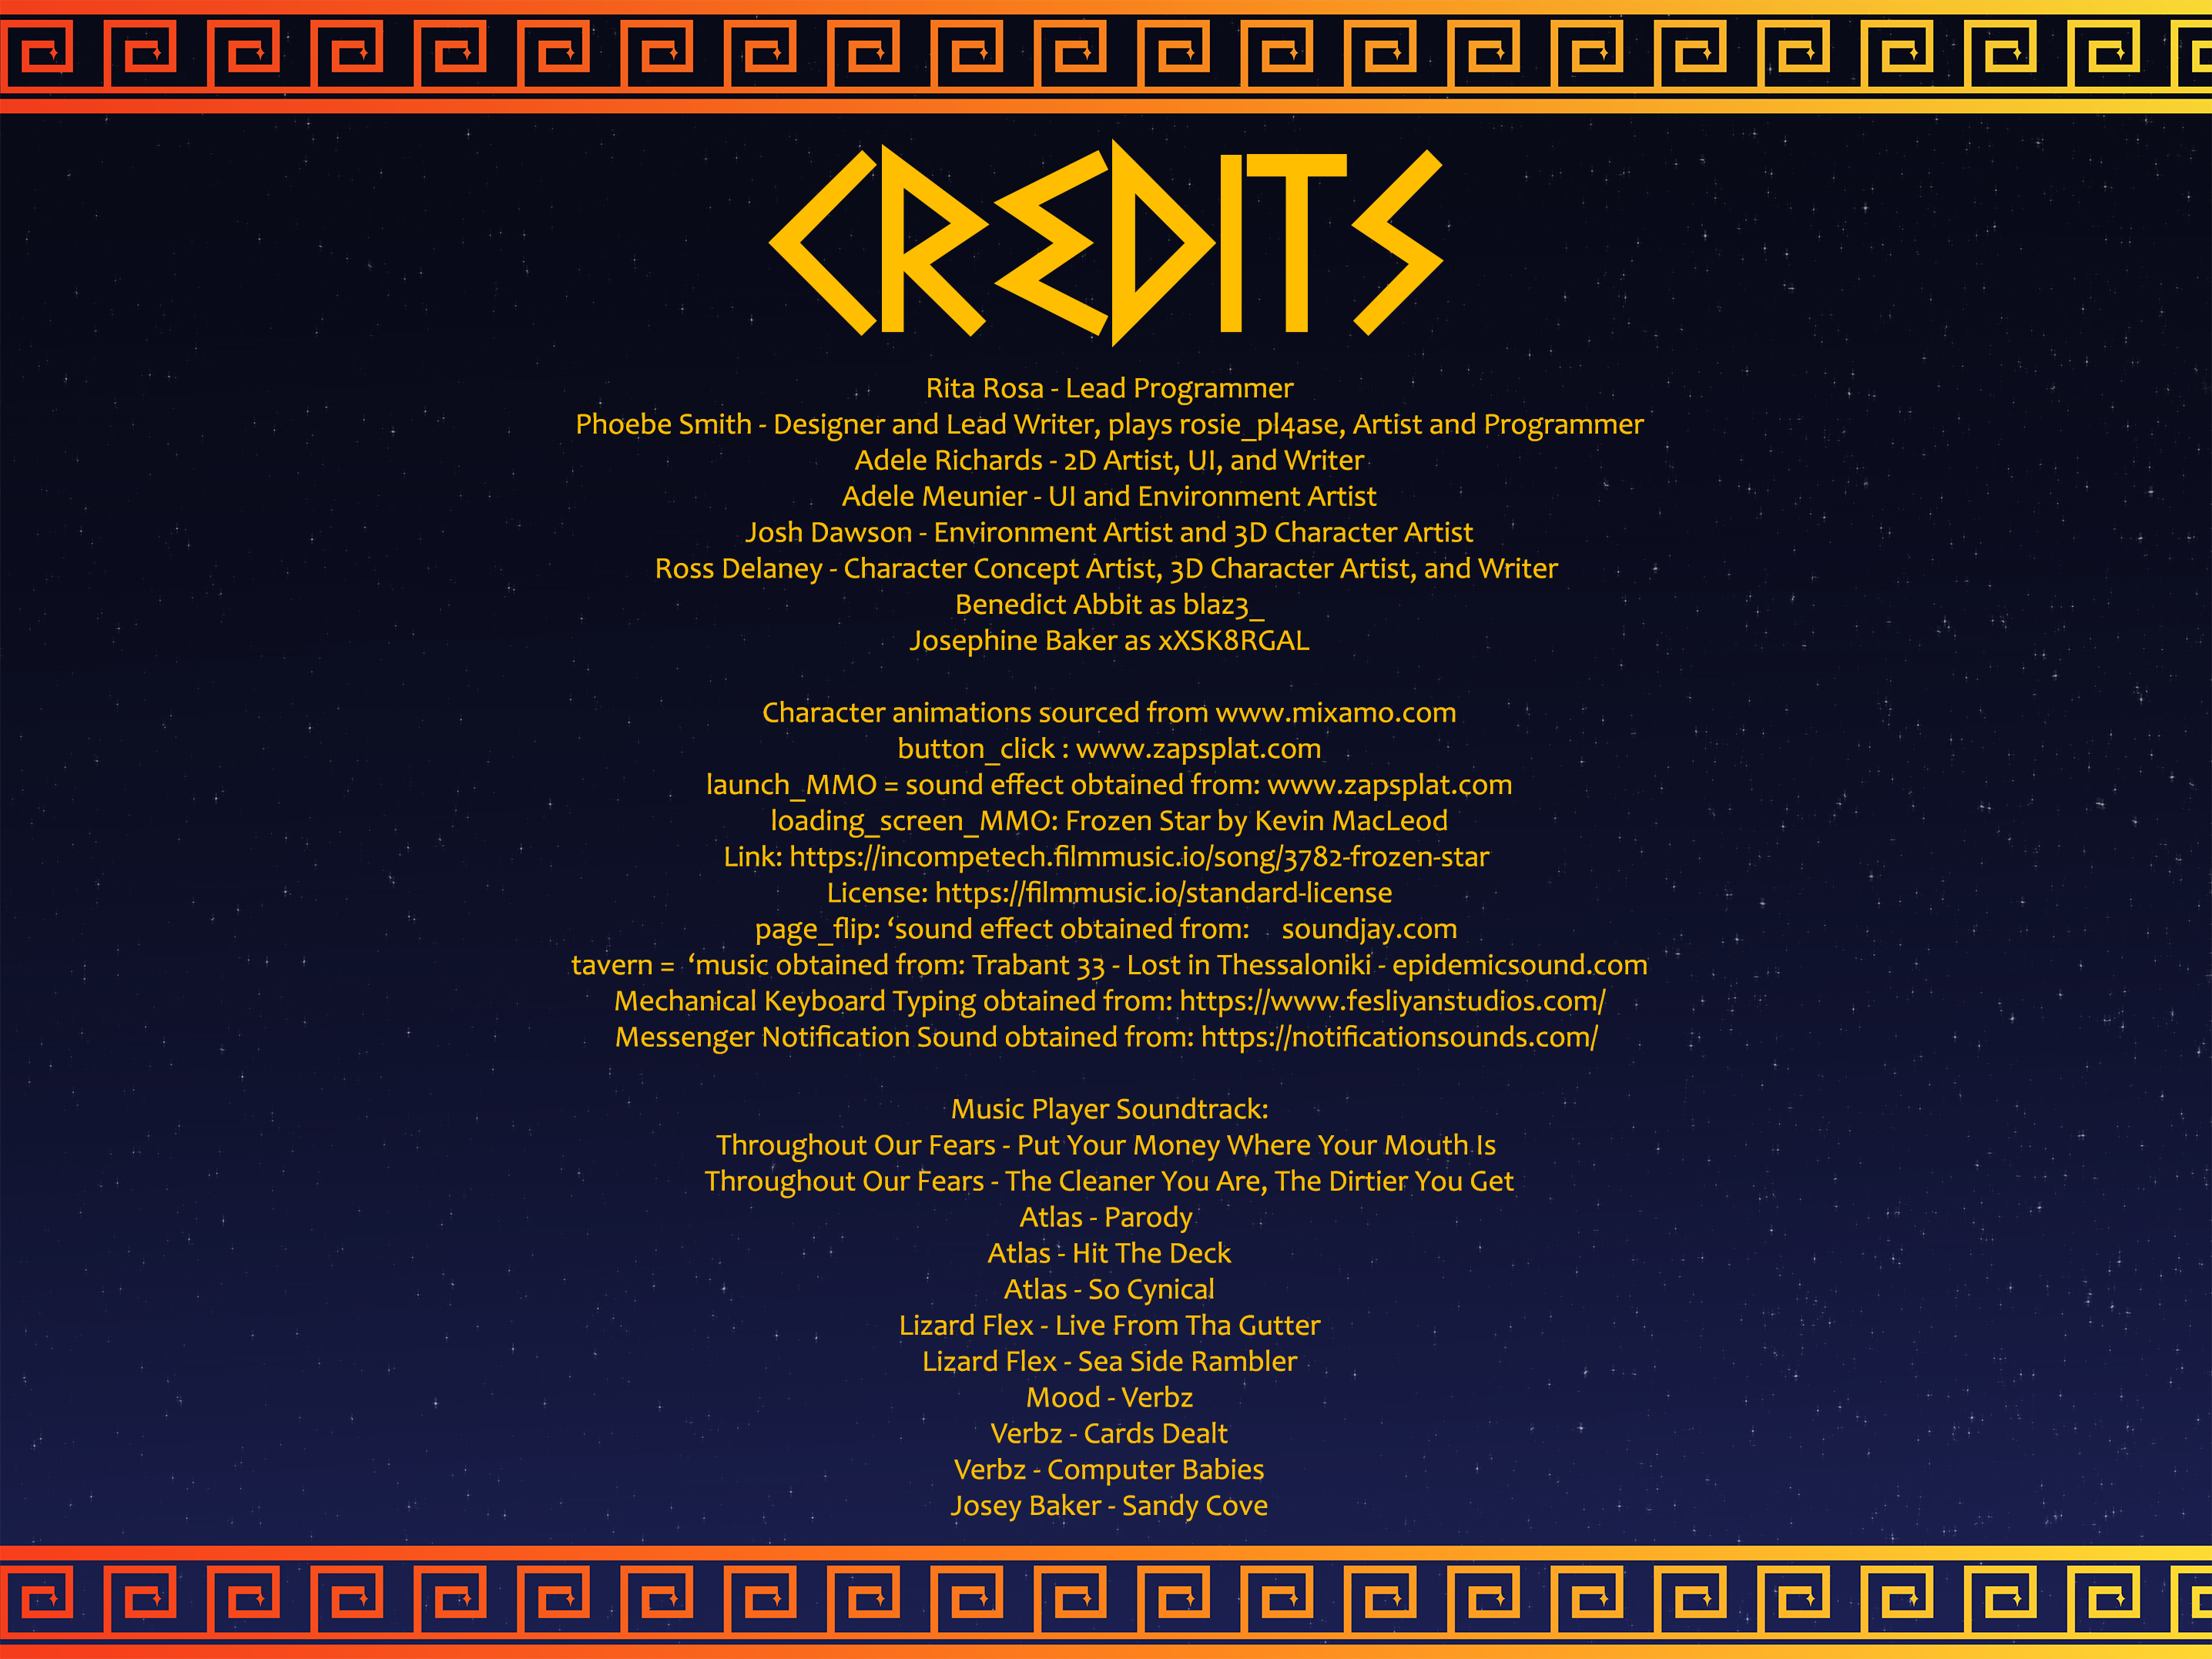 CREDITS
Rita Rosa - Lead Programmer
Phoebe Smith - Designer and Lead Writer, plays rosie_pl4ase, Artist and Programmer
Adele Richards - 2D Artist, UI, and Writer
Adele Meunier - UI and Environment Artist
Josh Dawson - Environment Artist and 3D Character Artist
Ross Delaney - Character Concept Artist, 3D Character Artist, and Writer
Benedict Abbit as blaz3_
Josephine Baker as xXSK8RGAL
Character animations sourced from www.mixamo.com
button_click : www.zapsplat.com
launch_MMO = sound effect obtained from: www.zapsplat.com
loading_screen_MMO: Frozen Star by Kevin MacLeod
Link: https://incompetech.filmmusic.io/song/3782-frozen-star
License: https://filmmusic.io/standard-license
page_flip: ‘sound effect obtained from:    soundjay.com
tavern =  ‘music obtained from: Trabant 33 - Lost in Thessaloniki - epidemicsound.com
Mechanical Keyboard Typing obtained from: https://www.fesliyanstudios.com/
Messenger Notification Sound obtained from: https://notificationsounds.com/
Music Player Soundtrack:
Throughout Our Fears - Put Your Money Where Your Mouth Is
Throughout Our Fears - The Cleaner You Are, The Dirtier You Get
Atlas - Parody
Atlas - Hit The Deck
Atlas - So Cynical
Lizard Flex - Live From Tha Gutter
Lizard Flex - Sea Side Rambler
Mood - Verbz
Verbz - Cards Dealt
Verbz - Computer Babies
Josey Baker - Sandy Cove